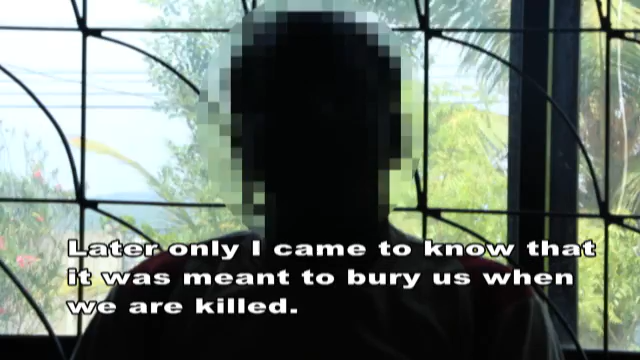 Later only I came to know that
it was meant to bury us when
we are killed.